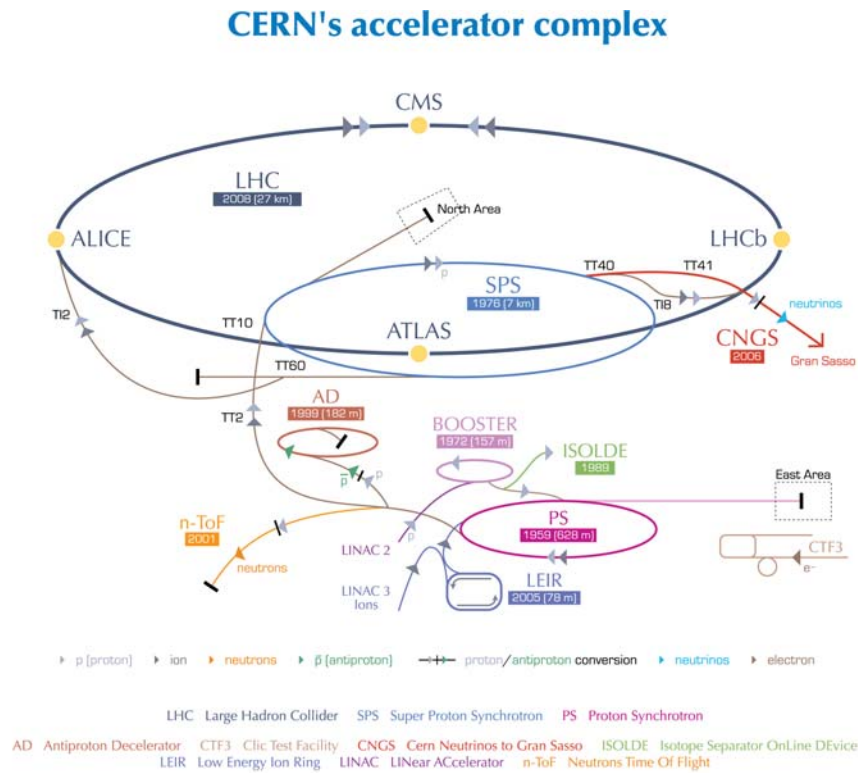 CERN's accelerator complex
CMS
LHC
2008 (27 km)
North Area
ALICE
LHCb
TT40
TT41
SPS
1976 (7 km)
p
TI2
TT10
TI8
neutrinos
ATLAS
CNGS
2006
Gran Sasso
TT60
AD
1999 (182 m)
TT2
BOOSTER
1972 (157 m)
ISOLDE
1989
p̄
p
East Area
n-ToF
2001
PS
1959 (628 m)
p
LINAC 2
CTF3
neutrons
e–
LEIR
2005 (78 m)
LINAC 3
Ions
p (proton) ion neutrons p̄ (antiproton) proton/antiproton conversion neutrinos electron
LHC Large Hadron Collider SPS Super Proton Synchrotron PS Proton Synchrotron
AD Antiproton Decelerator CTF3 Clic Test Facility CNGS Cern Neutrinos to Gran Sasso ISOLDE Isotope Separator OnLine DEvice
LEIR Low Energy Ion Ring LINAC LINear ACcelerator n-ToF Neutrons Time Of Flight